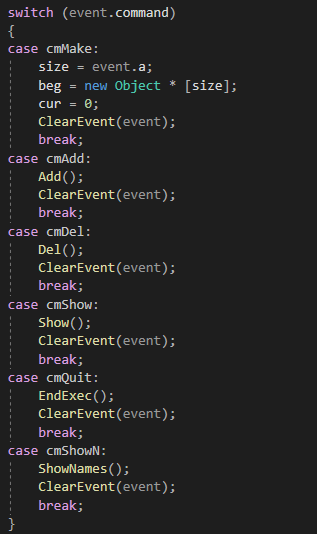 switch (event.command)
{
case cmMake:
    size = event.a;
    beg = new Object * [size];
    cur = 0;
    ClearEvent(event);
    break;
case cmAdd:
    Add();
    ClearEvent(event);
    break;
case cmDel:
    Del();
    ClearEvent(event);
    break;
case cmShow:
    Show();
    ClearEvent(event);
    break;
case cmQuit:
    EndExec();
    ClearEvent(event);
    break;
case cmShowN:
    ShowNames();
    ClearEvent(event);
    break;
}